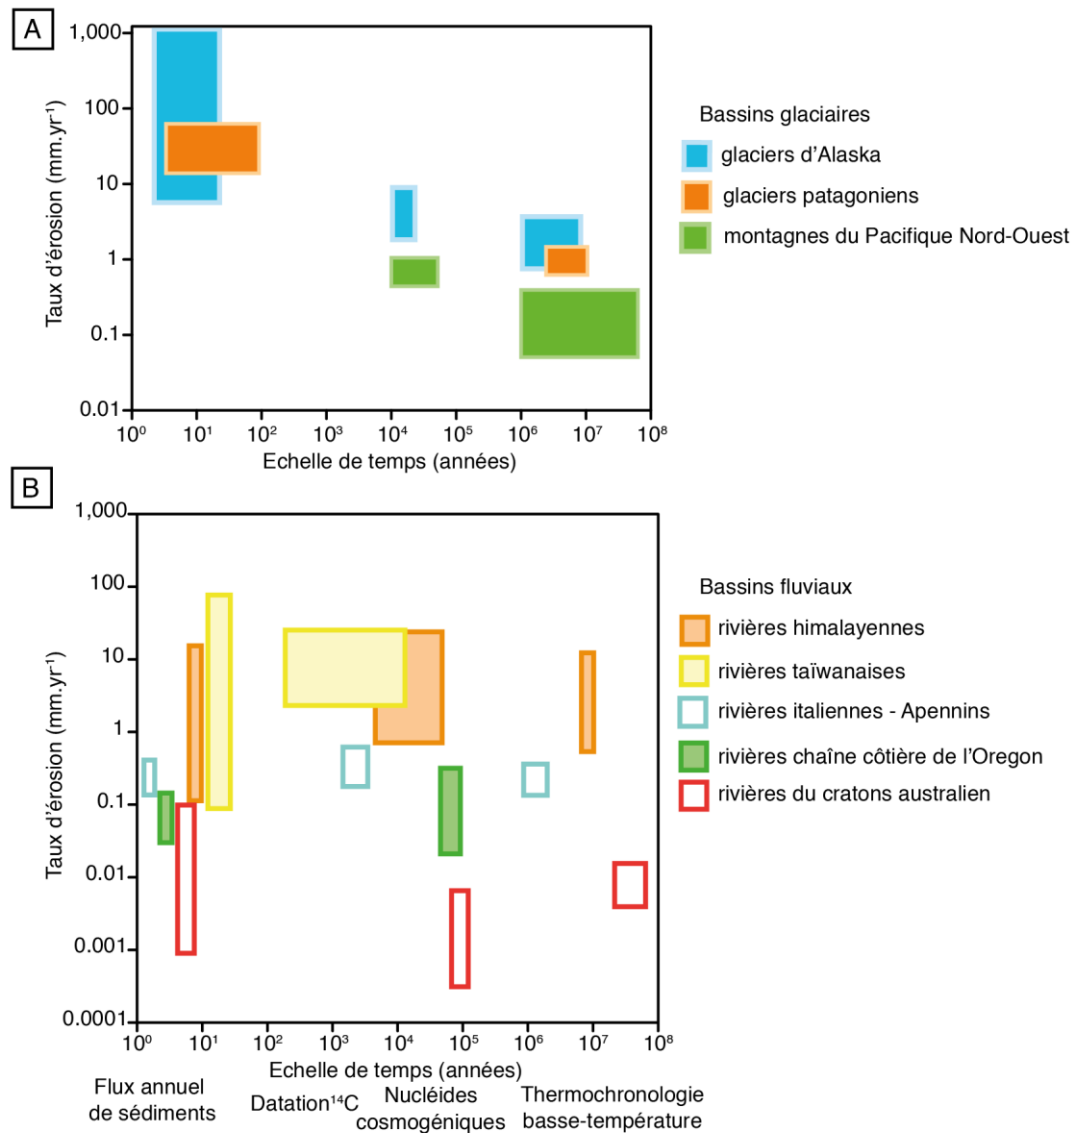 A
1,000
100
10
1
0.1
0.01
Taux d'érosion (mm.yr⁻¹)
10⁰ 10¹ 10² 10³ 10⁴ 10⁵ 10⁶ 10⁷ 10⁸
Echelle de temps (années)
Bassins glaciaires
glaciers d'Alaska
glaciers patagoniens
montagnes du Pacifique Nord-Ouest
B
1,000
100
10
1
0.1
0.01
0.001
0.0001
Taux d'érosion (mm.yr⁻¹)
10⁰ 10¹ 10² 10³ 10⁴ 10⁵ 10⁶ 10⁷ 10⁸
Echelle de temps (années)
Flux annuel
de sédiments
Datation¹⁴C
Nucléides
cosmogéniques
Thermochronologie
basse-température
Bassins fluviaux
rivières himalayennes
rivières taïwanaises
rivières italiennes - Apennins
rivières chaîne côtière de l'Oregon
rivières du cratons australien